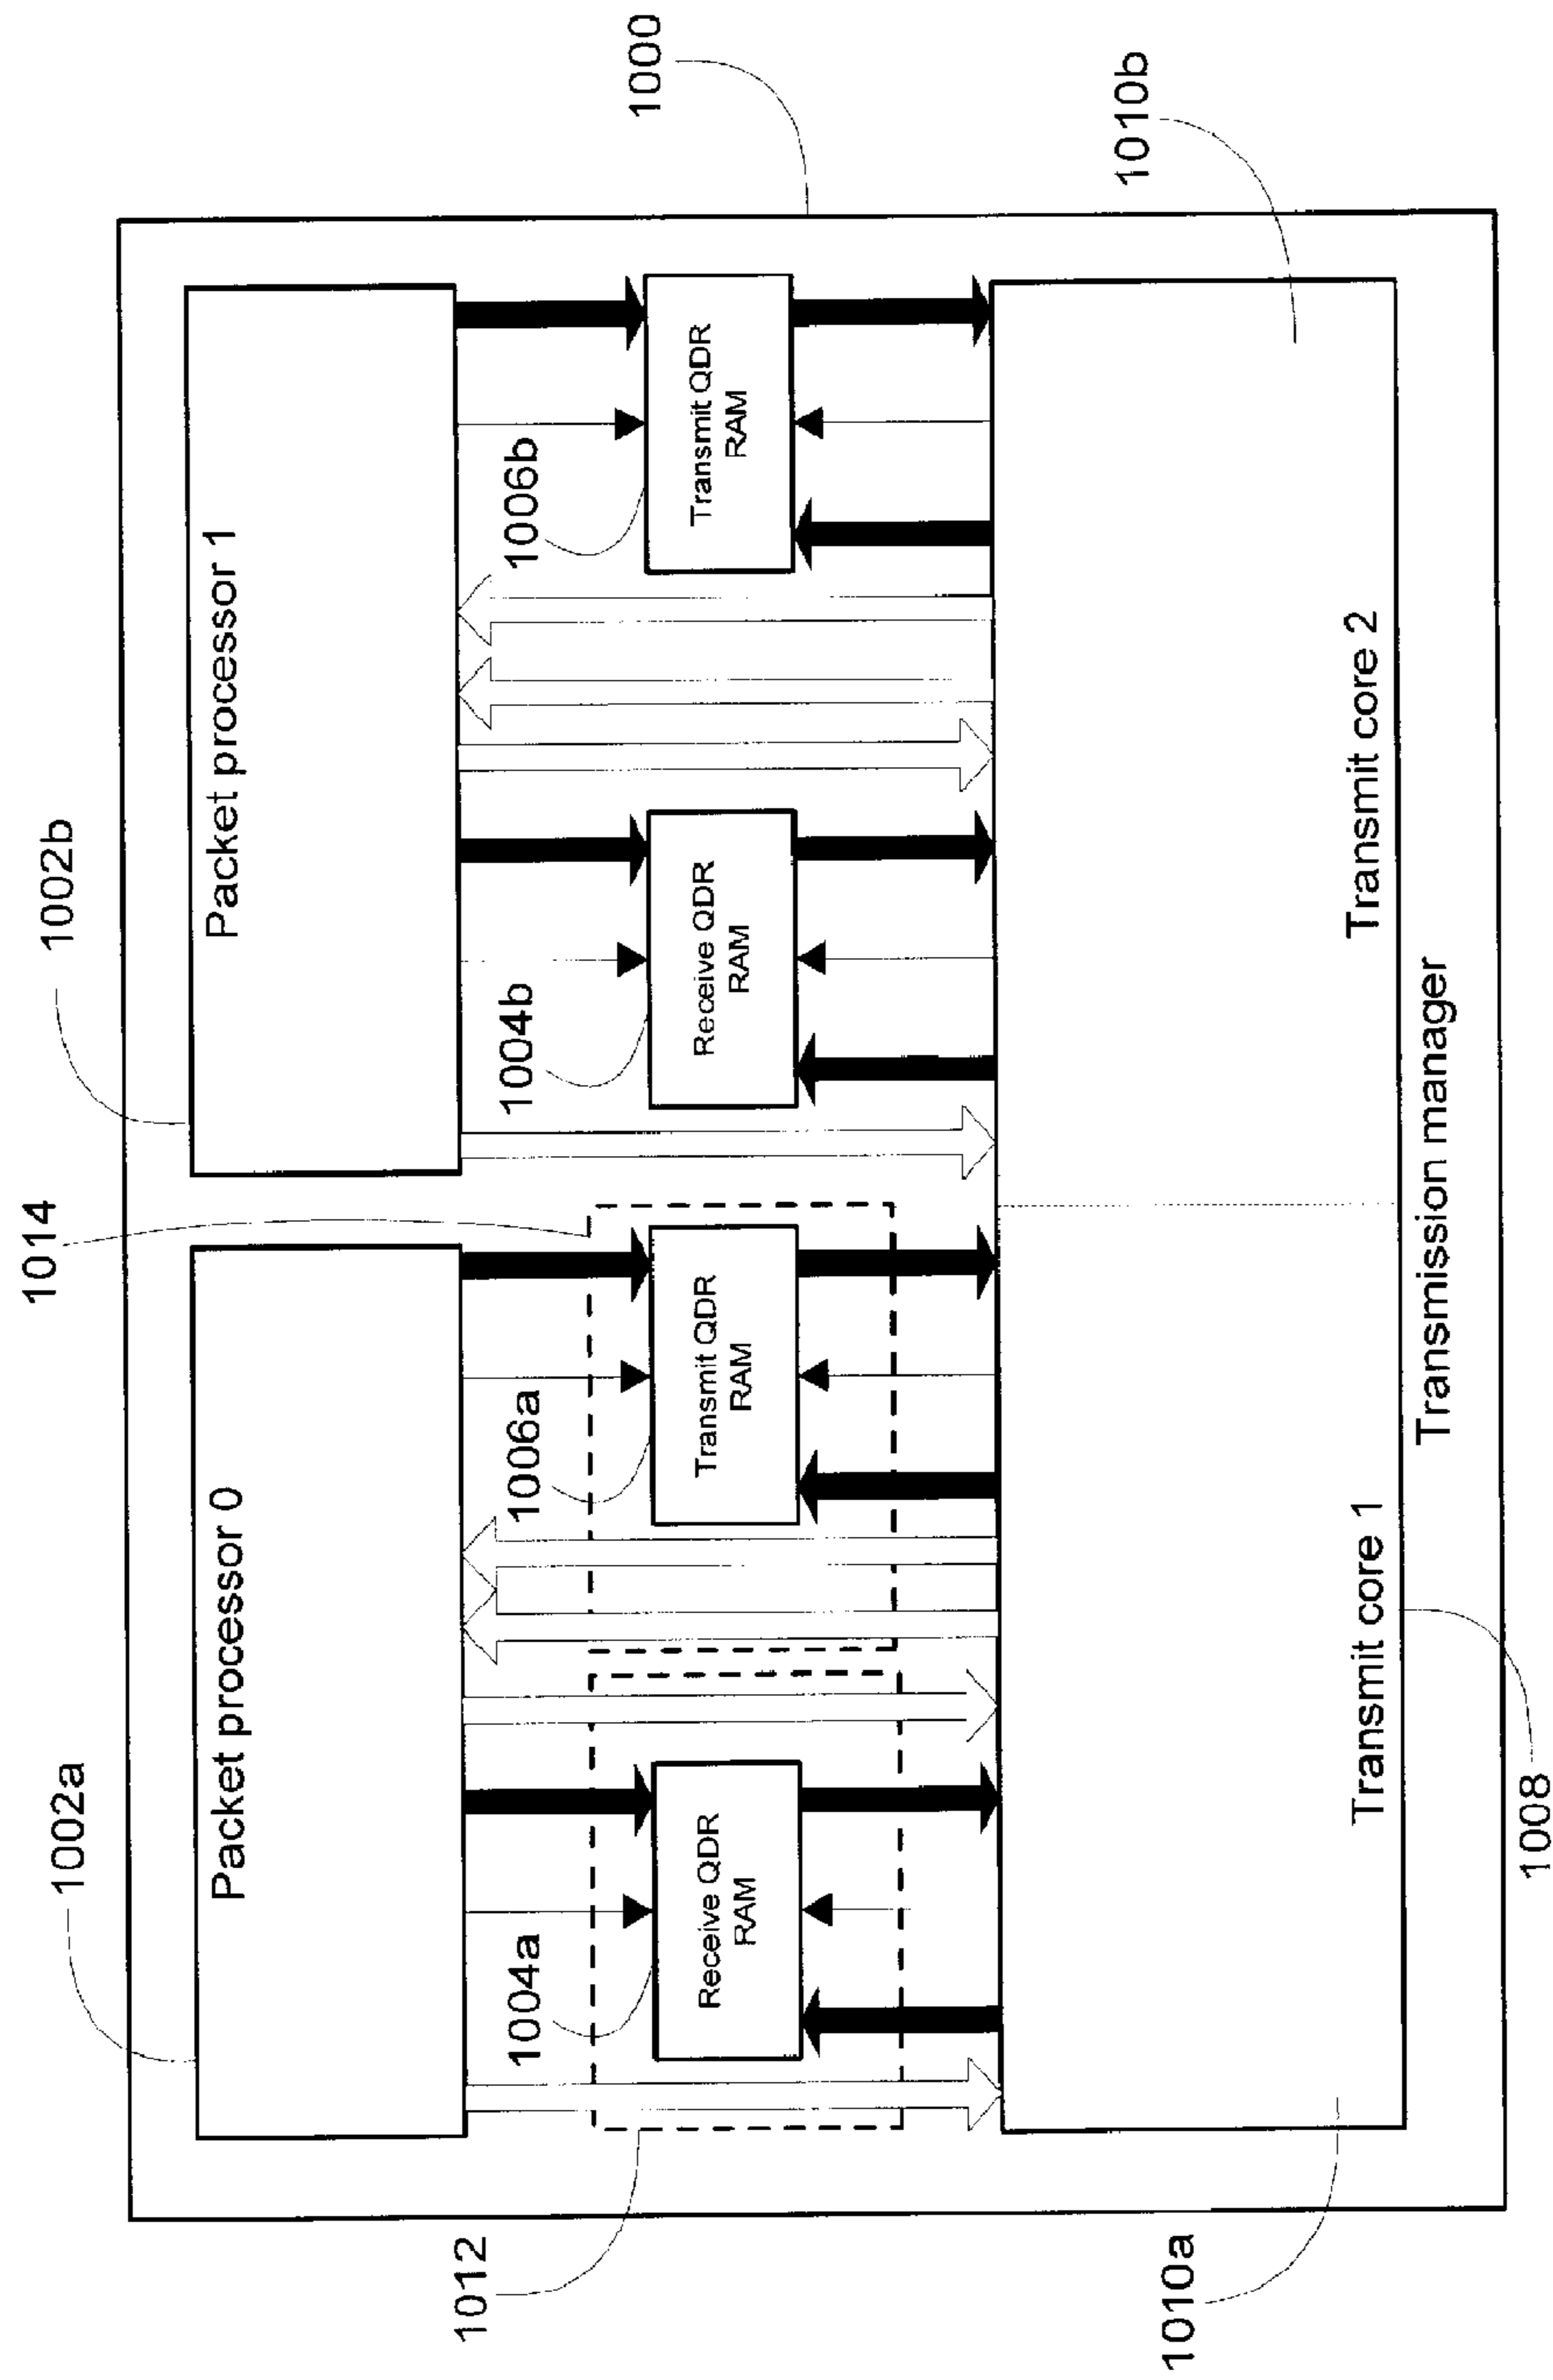 1002a
Packet processor 0
1014
1002b
Packet processor 1
1000
1012
1004a
Receive QDR
RAM
1006a
Transmit QDR
RAM
1004b
Receive QDR
RAM
1006b
Transmit QDR
RAM
1010a
Transmit core 1
1008
Transmission manager
Transmit core 2
1010b